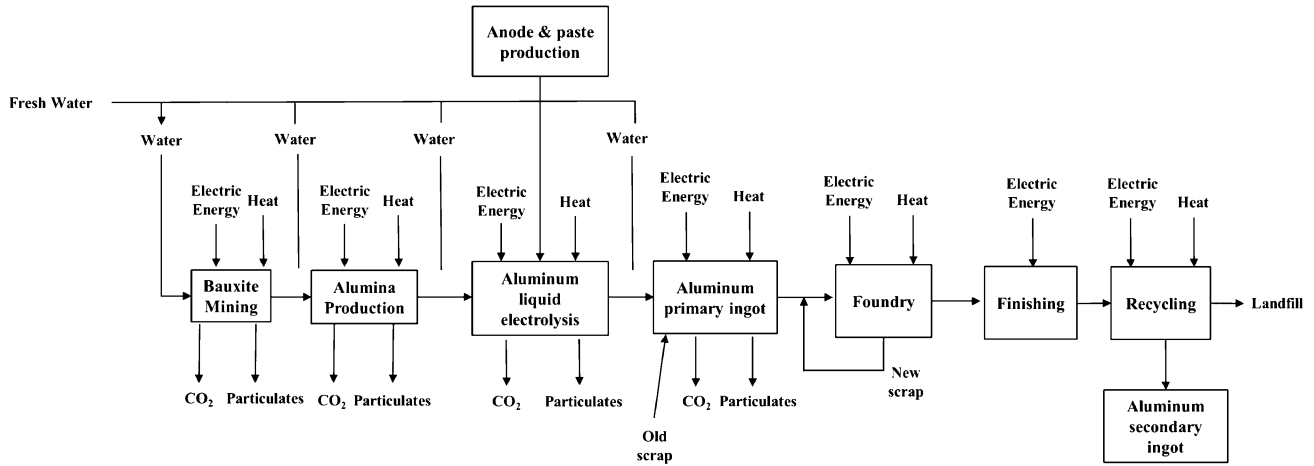 Anode & paste
production
Fresh Water
Water
Water
Water
Water
Electric
Energy
Heat
Electric
Energy
Heat
Electric
Energy
Heat
Electric
Energy
Heat
Electric
Energy
Heat
Electric
Energy
Electric
Energy
Heat
Bauxite
Mining
Alumina
Production
Aluminum
liquid
electrolysis
Aluminum
primary ingot
Foundry
Finishing
Recycling
Landfill
CO₂
Particulates
CO₂
Particulates
CO₂
Particulates
CO₂
Particulates
New
scrap
Old
scrap
Aluminum
secondary
ingot